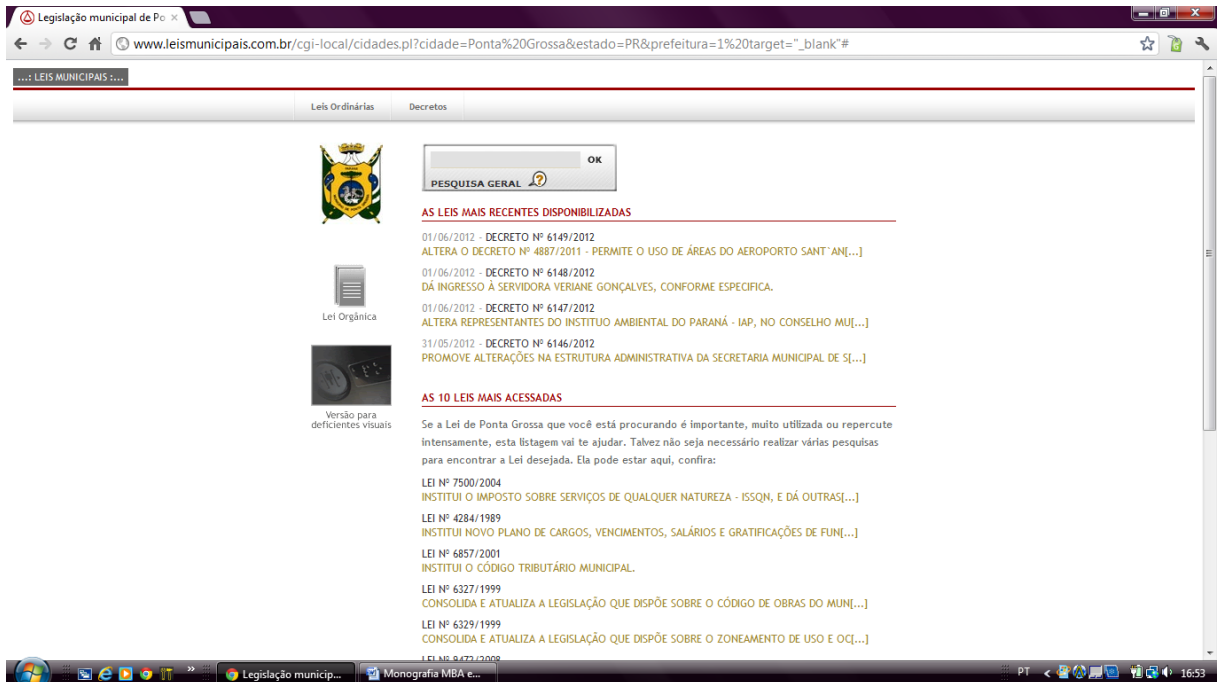 Legislação municipal de Po
www.leismunicipais.com.br/cgi-local/cidades.pl?cidade=Ponta%20Grossa&estado=PR&prefeitura=1%20target="_blank"#
...: LEIS MUNICIPAIS :...
Leis Ordinárias Decretos
OK
PESQUISA GERAL
AS LEIS MAIS RECENTES DISPONIBILIZADAS
01/06/2012 - DECRETO Nº 6149/2012
ALTERA O DECRETO Nº 4887/2011 - PERMITE O USO DE ÁREAS DO AEROPORTO SANT`AN[...]
01/06/2012 - DECRETO Nº 6148/2012
DÁ INGRESSO À SERVIDORA VERIANE GONÇALVES, CONFORME ESPECIFICA.
01/06/2012 - DECRETO Nº 6147/2012
ALTERA REPRESENTANTES DO INSTITUO AMBIENTAL DO PARANÁ - IAP, NO CONSELHO MU[...]
31/05/2012 - DECRETO Nº 6146/2012
PROMOVE ALTERAÇÕES NA ESTRUTURA ADMINISTRATIVA DA SECRETARIA MUNICIPAL DE S[...]
Lei Orgânica
Versão para
deficientes visuais
AS 10 LEIS MAIS ACESSADAS
Se a Lei de Ponta Grossa que você está procurando é importante, muito utilizada ou repercute
intensamente, esta listagem vai te ajudar. Talvez não seja necessário realizar várias pesquisas
para encontrar a Lei desejada. Ela pode estar aqui, confira:
LEI Nº 7500/2004
INSTITUI O IMPOSTO SOBRE SERVIÇOS DE QUALQUER NATUREZA - ISSQN, E DÁ OUTRAS[...]
LEI Nº 4284/1989
INSTITUI NOVO PLANO DE CARGOS, VENCIMENTOS, SALÁRIOS E GRATIFICAÇÕES DE FUN[...]
LEI Nº 6857/2001
INSTITUI O CÓDIGO TRIBUTÁRIO MUNICIPAL.
LEI Nº 6327/1999
CONSOLIDA E ATUALIZA A LEGISLAÇÃO QUE DISPÕE SOBRE O CÓDIGO DE OBRAS DO MUN[...]
LEI Nº 6329/1999
CONSOLIDA E ATUALIZA A LEGISLAÇÃO QUE DISPÕE SOBRE O ZONEAMENTO DE USO E OC[...]
LEI Nº 9472/2008
Legislação municip... Monografia MBA e... PT 16:53